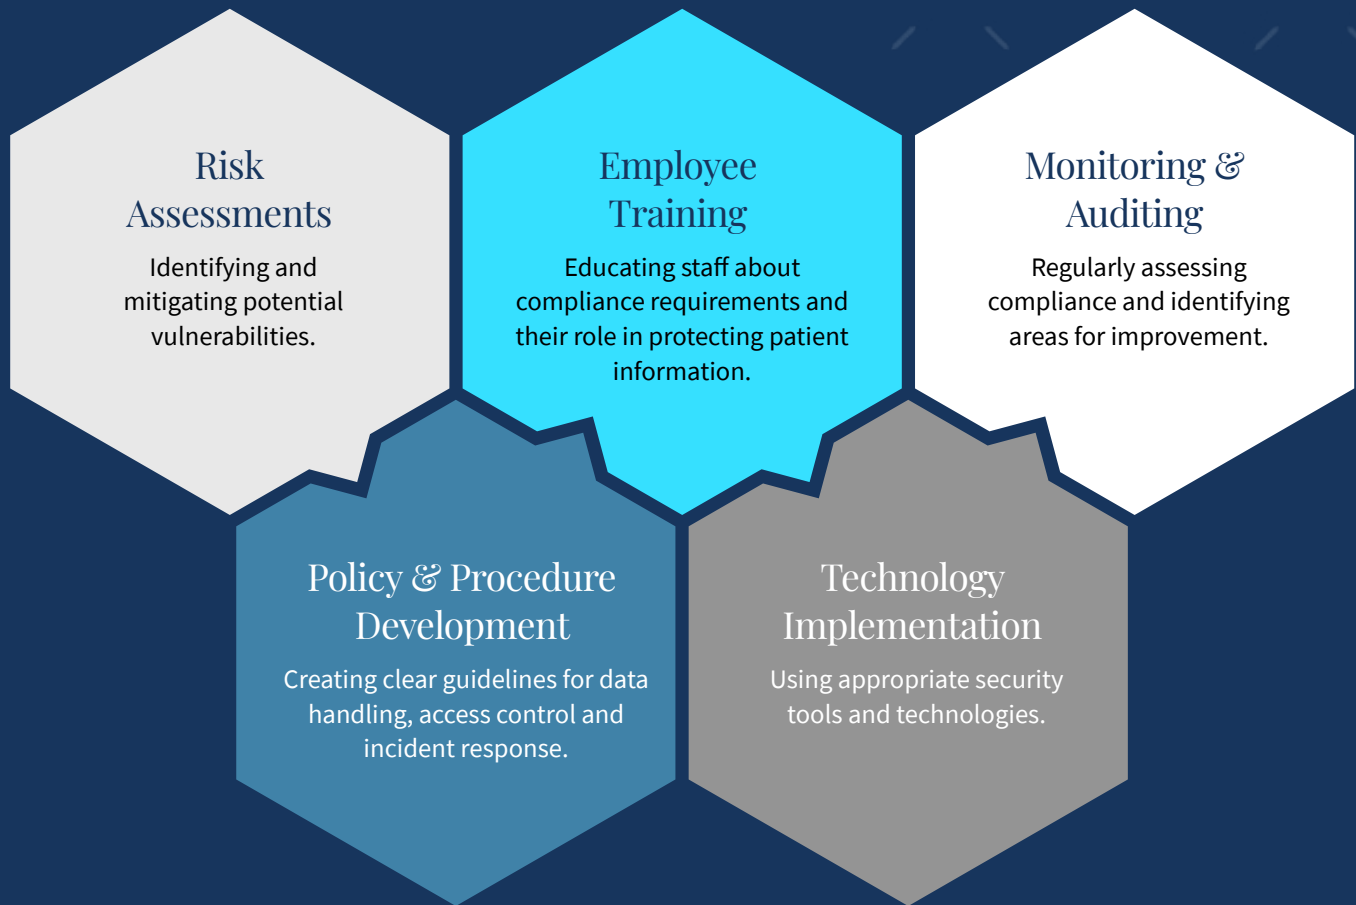 Risk
Assessments
Identifying and
mitigating potential
vulnerabilities.
Employee
Training
Educating staff about
compliance requirements and
their role in protecting patient
information.
Monitoring &
Auditing
Regularly assessing
compliance and identifying
areas for improvement.
Policy & Procedure
Development
Creating clear guidelines for data
handling, access control and
incident response.
Technology
Implementation
Using appropriate security
tools and technologies.